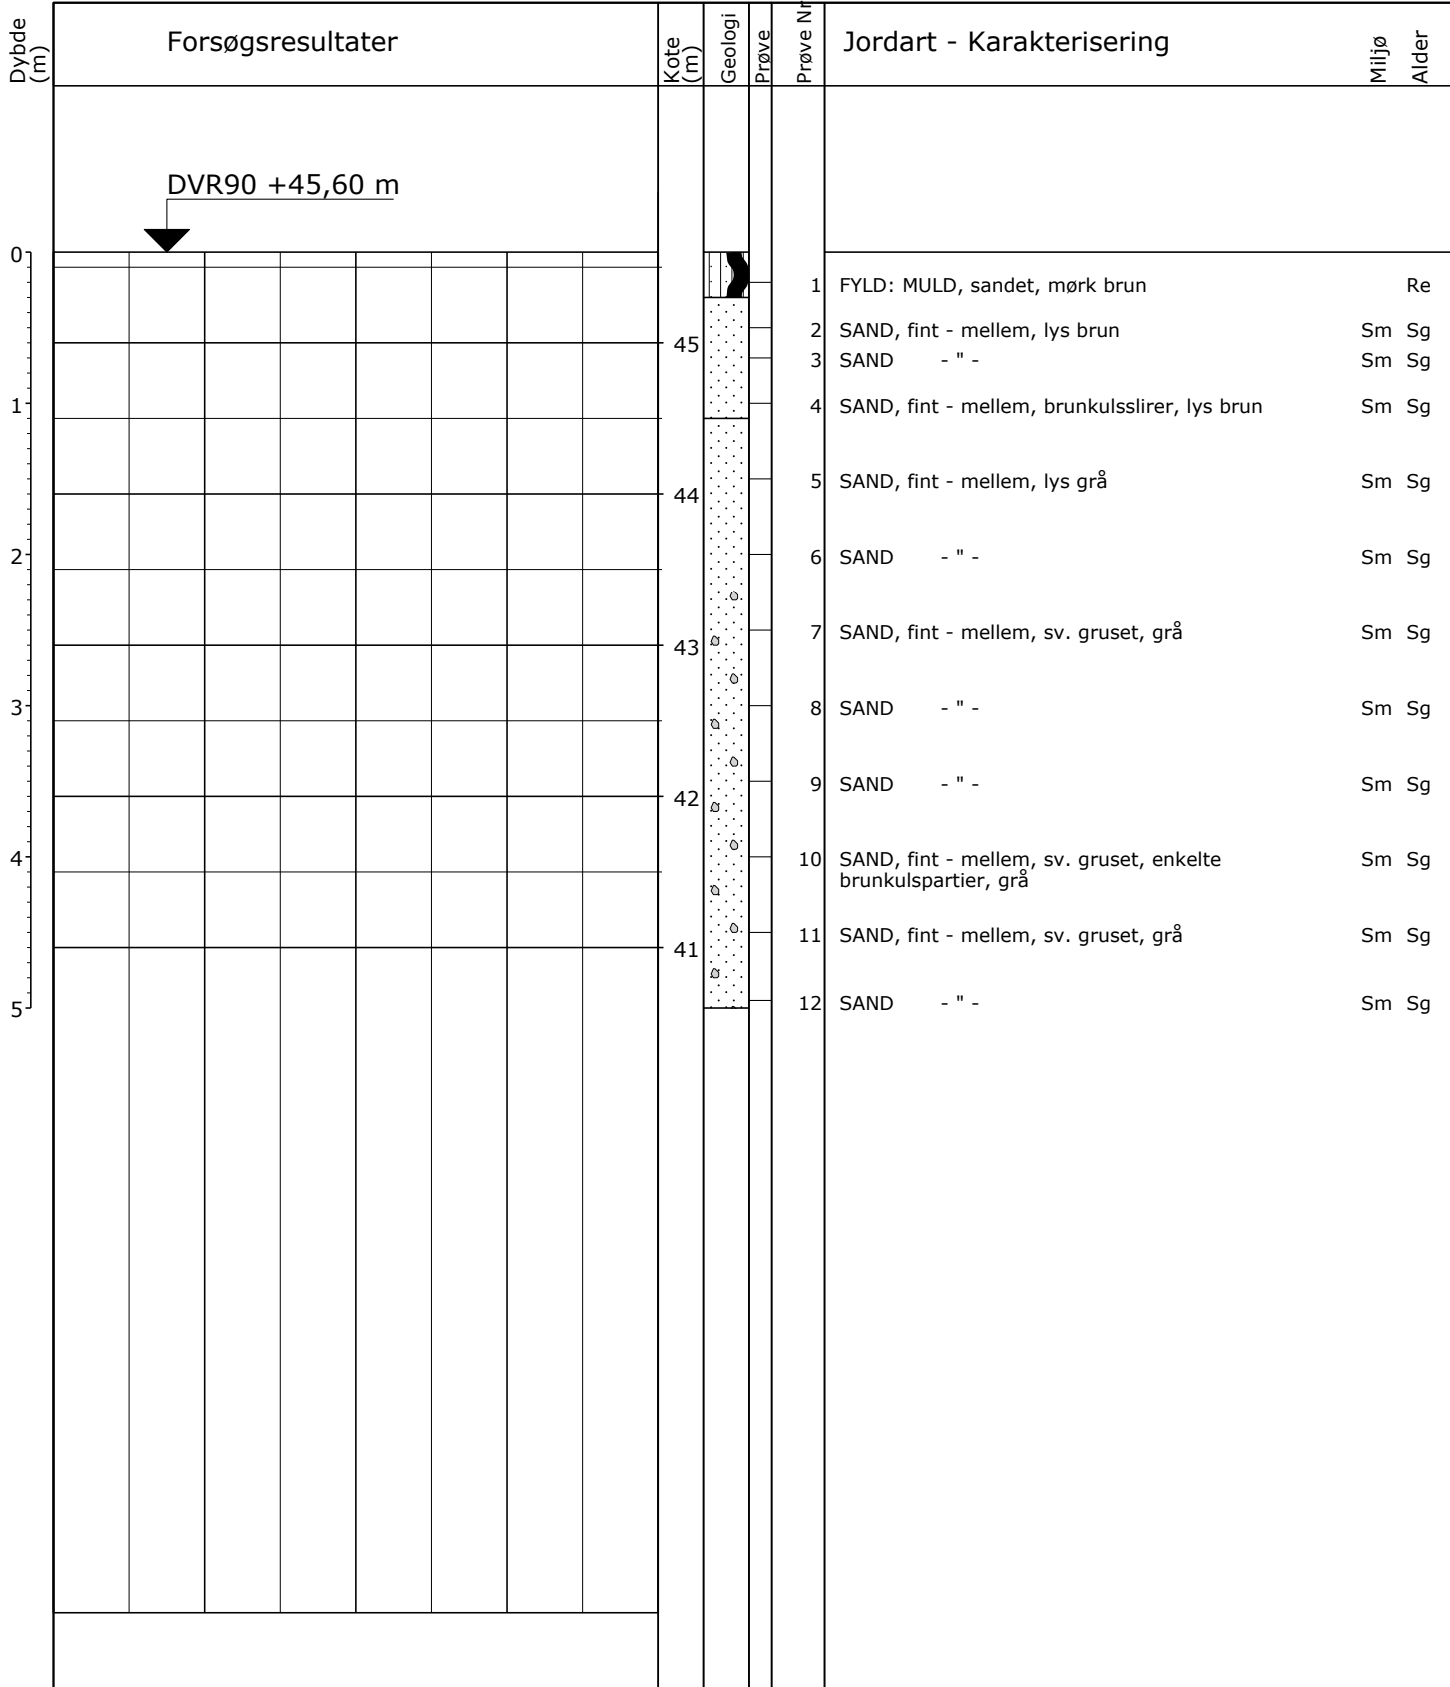 Dybde (m)
Forsøgsresultater
Kote (m)
Geologi
Prøve
Prøve Nr
Jordart - Karakterisering
Miljø
Alder
DVR90 +45,60 m
0
1 FYLD: MULD, sandet, mørk brun Re
2 SAND, fint - mellem, lys brun Sm Sg
45
3 SAND - " - Sm Sg
1
4 SAND, fint - mellem, brunkulsslirer, lys brun Sm Sg
5 SAND, fint - mellem, lys grå Sm Sg
44
2
6 SAND - " - Sm Sg
7 SAND, fint - mellem, sv. gruset, grå Sm Sg
43
3
8 SAND - " - Sm Sg
9 SAND - " - Sm Sg
42
4
10 SAND, fint - mellem, sv. gruset, enkelte Sm Sg
brunkulspartier, grå
11 SAND, fint - mellem, sv. gruset, grå Sm Sg
41
12 SAND - " - Sm Sg
5